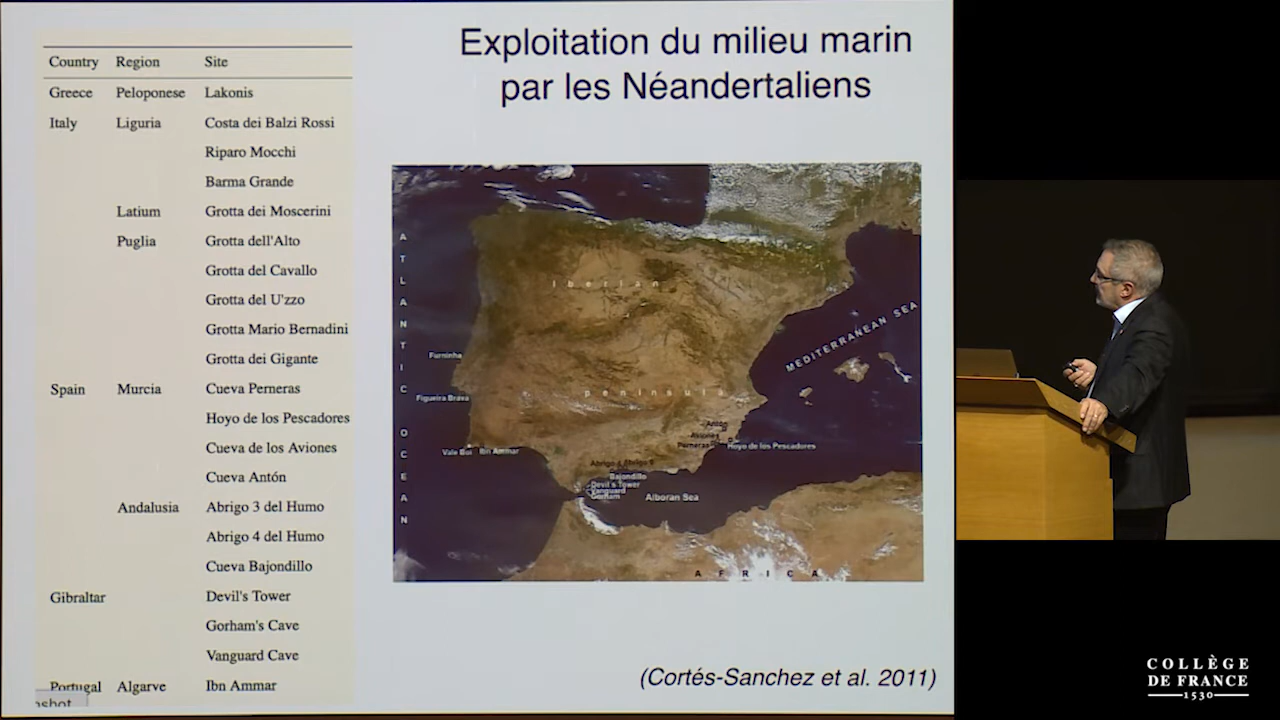 Exploitation du milieu marin
par les Néandertaliens
Country Region Site
Greece Peloponese Lakonis
Italy Liguria Costa dei Balzi Rossi
Riparo Mocchi
Barma Grande
Latium Grotta dei Moscerini
Puglia Grotta dell'Alto
Grotta del Cavallo
Grotta del U'zzo
Grotta Mario Bernadini
Grotta dei Gigante
Spain Murcia Cueva Perneras
Hoyo de los Pescadores
Cueva de los Aviones
Cueva Antón
Andalusia Abrigo 3 del Humo
Abrigo 4 del Humo
Cueva Bajondillo
Gibraltar Devil's Tower
Gorham's Cave
Vanguard Cave
Portugal Algarve Ibn Ammar
shot
ATLANTIC OCEAN
Iberian
peninsula
MEDITERRANEAN SEA
Furninha
Figueira Brava
Vale Boi Ibn Ammar
Antón
Aviones
Perneras
Hoyo de los Pescadores
Bajondillo
Devil's Tower
Vanguard
Gorham
Alboran Sea
AFRICA
(Cortés-Sanchez et al. 2011)
COLLÈGE
DE FRANCE
1530